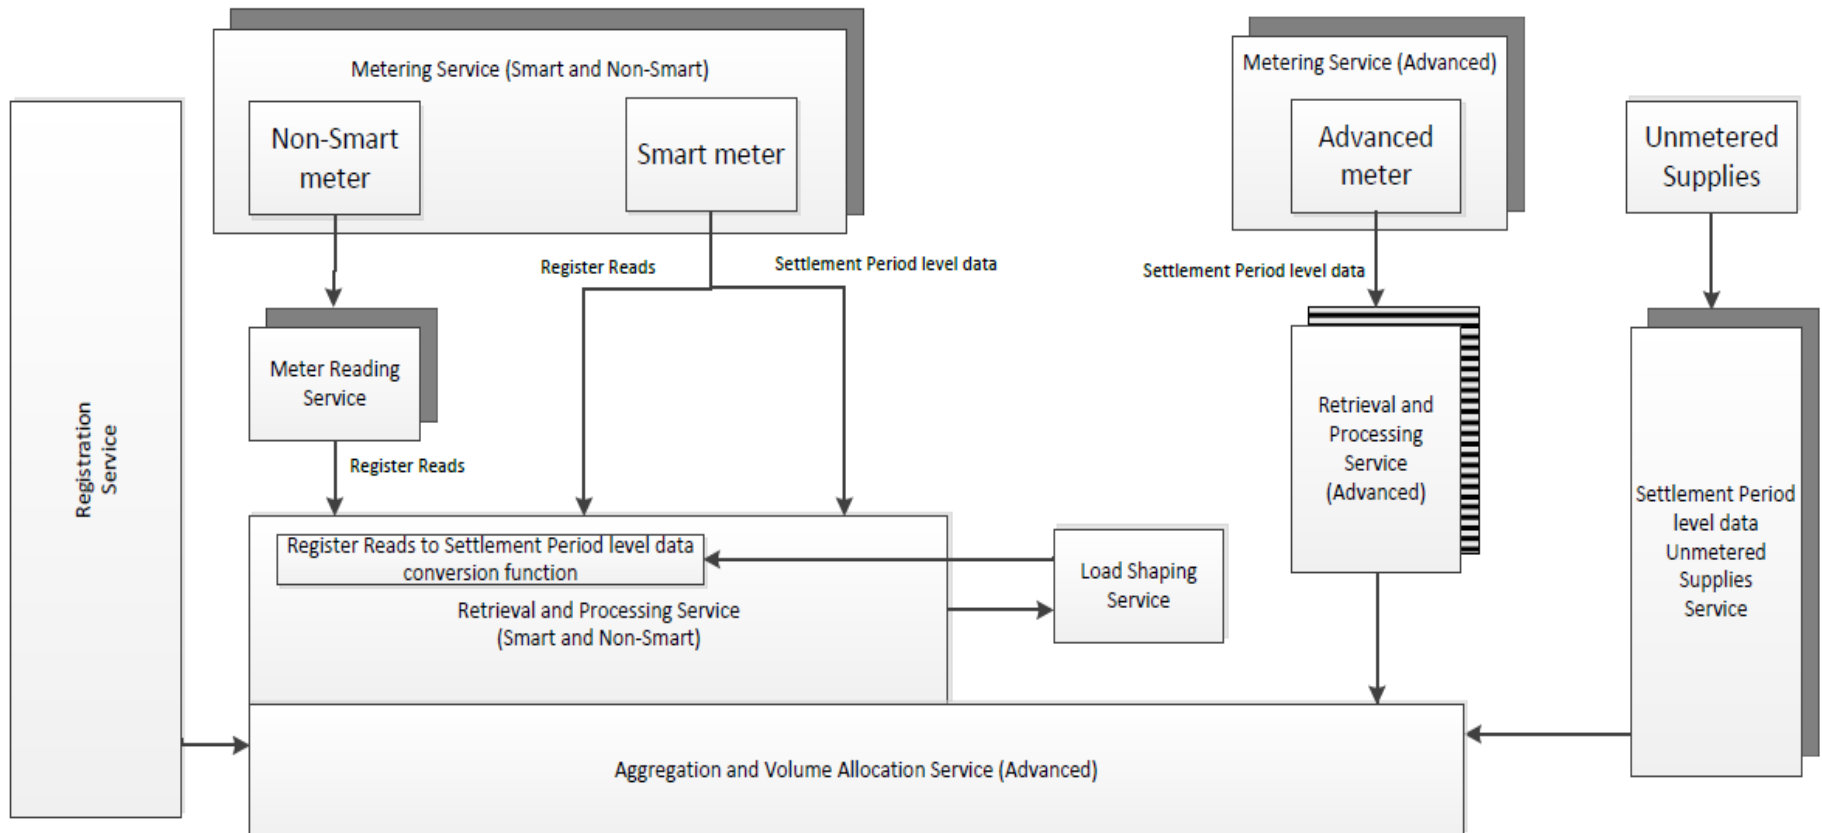 Metering Service (Smart and Non-Smart)
Metering Service (Advanced)
Non-Smart
meter
Smart meter
Advanced
meter
Unmetered
Supplies
Register Reads
Settlement Period level data
Settlement Period level data
Meter Reading
Service
Registration
Service
Register Reads
Retrieval and
Processing
Service
(Advanced)
Settlement Period
level data
Unmetered
Supplies
Service
Register Reads to Settlement Period level data
conversion function
Load Shaping
Service
Retrieval and Processing Service
(Smart and Non-Smart)
Aggregation and Volume Allocation Service (Advanced)